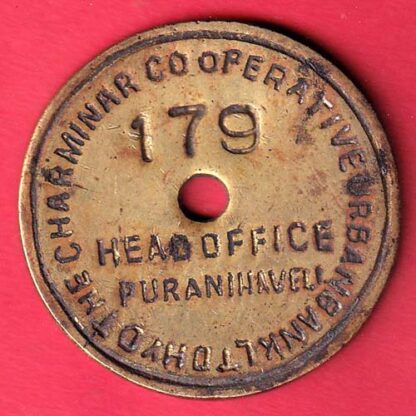 THE CHARMINAR CO OPERATIVE URBAN BANK LTD HYD
179
HEAD OFFICE
PURANIHAVELI